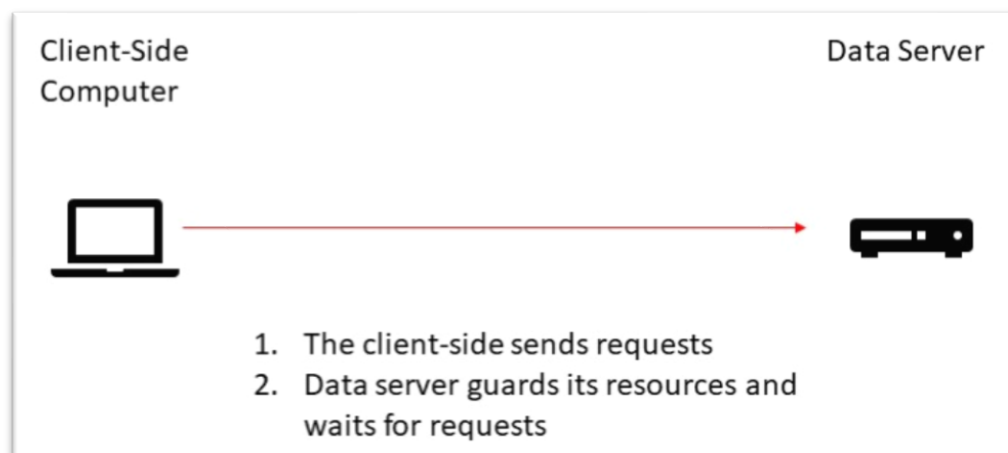 Client-Side
Computer
Data Server
1. The client-side sends requests
2. Data server guards its resources and
waits for requests